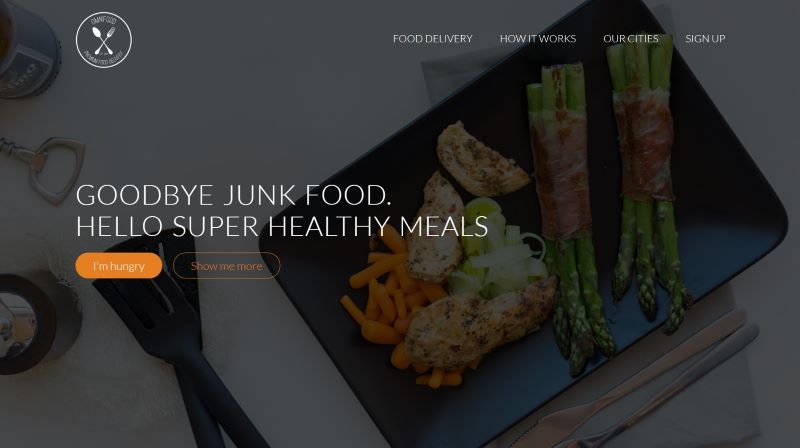 OMNIFOOD
PREMIUM FOOD DELIVERY
FOOD DELIVERY
HOW IT WORKS
OUR CITIES
SIGN UP
GOODBYE JUNK FOOD.
HELLO SUPER HEALTHY MEALS
I'm hungry
Show me more